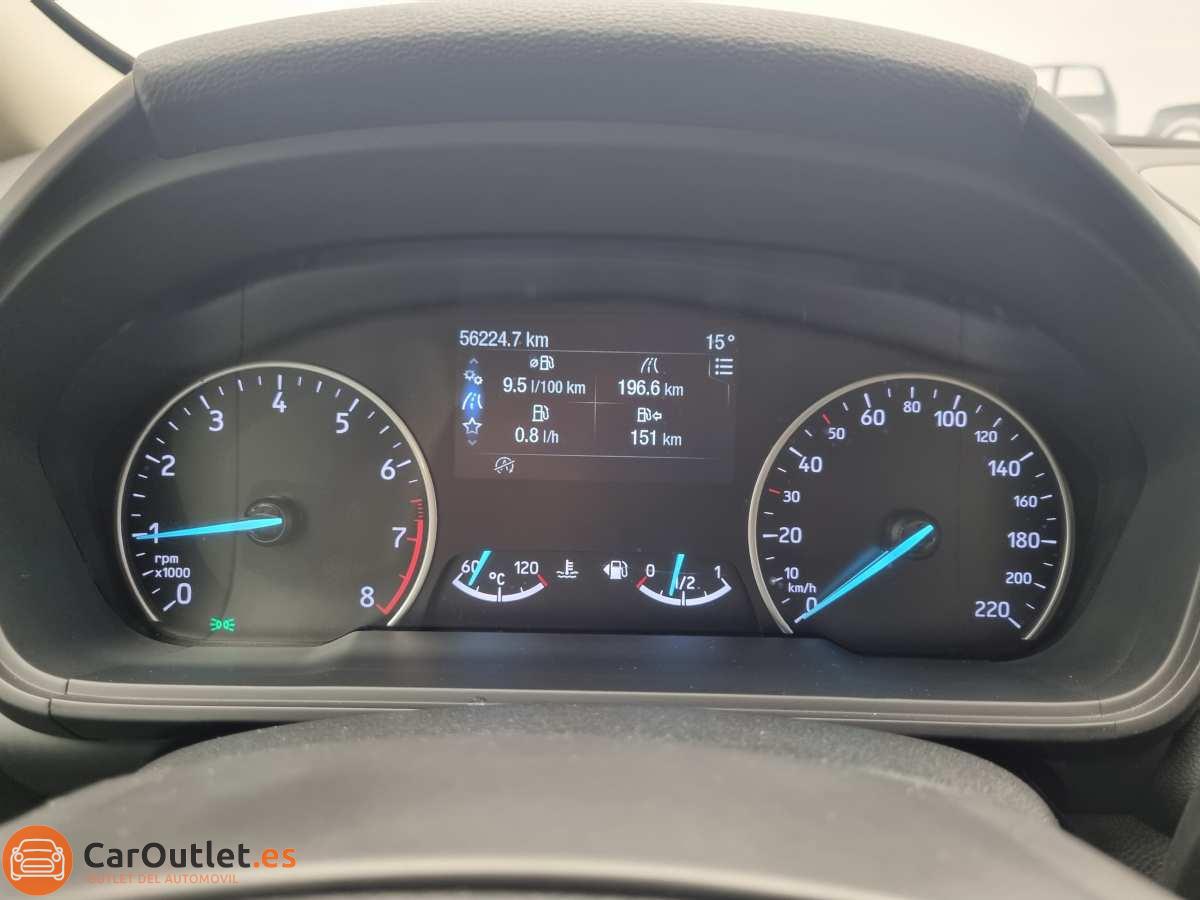 56224.7 km 15°
9.5 l/100 km 196.6 km
0.8 l/h 151 km
0 1 2 3 4 5 6 7 8
rpm
x1000
60 °C 120
0 1/2 1
0 10 20 30 40 50 60 80 100 120 140 160 180 200 220
km/h
CarOutlet.es
OUTLET DEL AUTOMOVIL